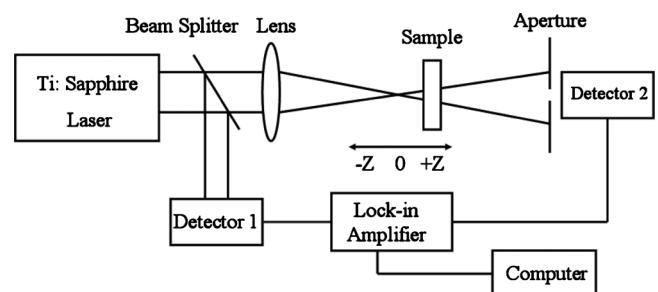 Beam Splitter
Lens
Sample
Aperture
Ti: Sapphire
Laser
Detector 2
-Z 0 +Z
Detector 1
Lock-in
Amplifier
Computer